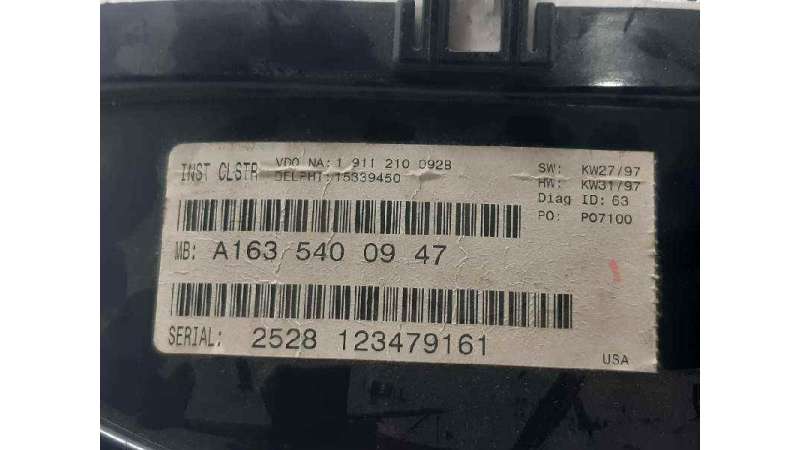 INST CLSTR VDO NA: 1 911 210 092B
DELPHI: 15339450
SW: KW27/97
HW: KW31/97
Diag ID: 63
PO: P07100
MB: A163 540 09 47
SERIAL: 2528 123479161
USA